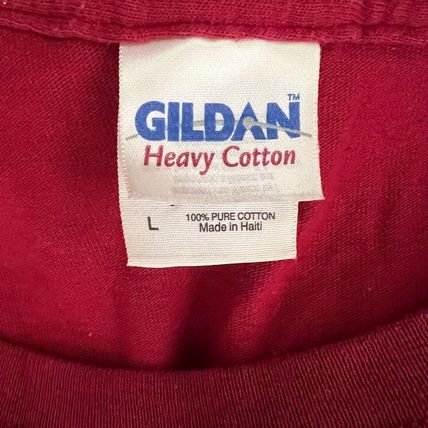 GILDAN™
Heavy Cotton
L
100% PURE COTTON
Made in Haiti